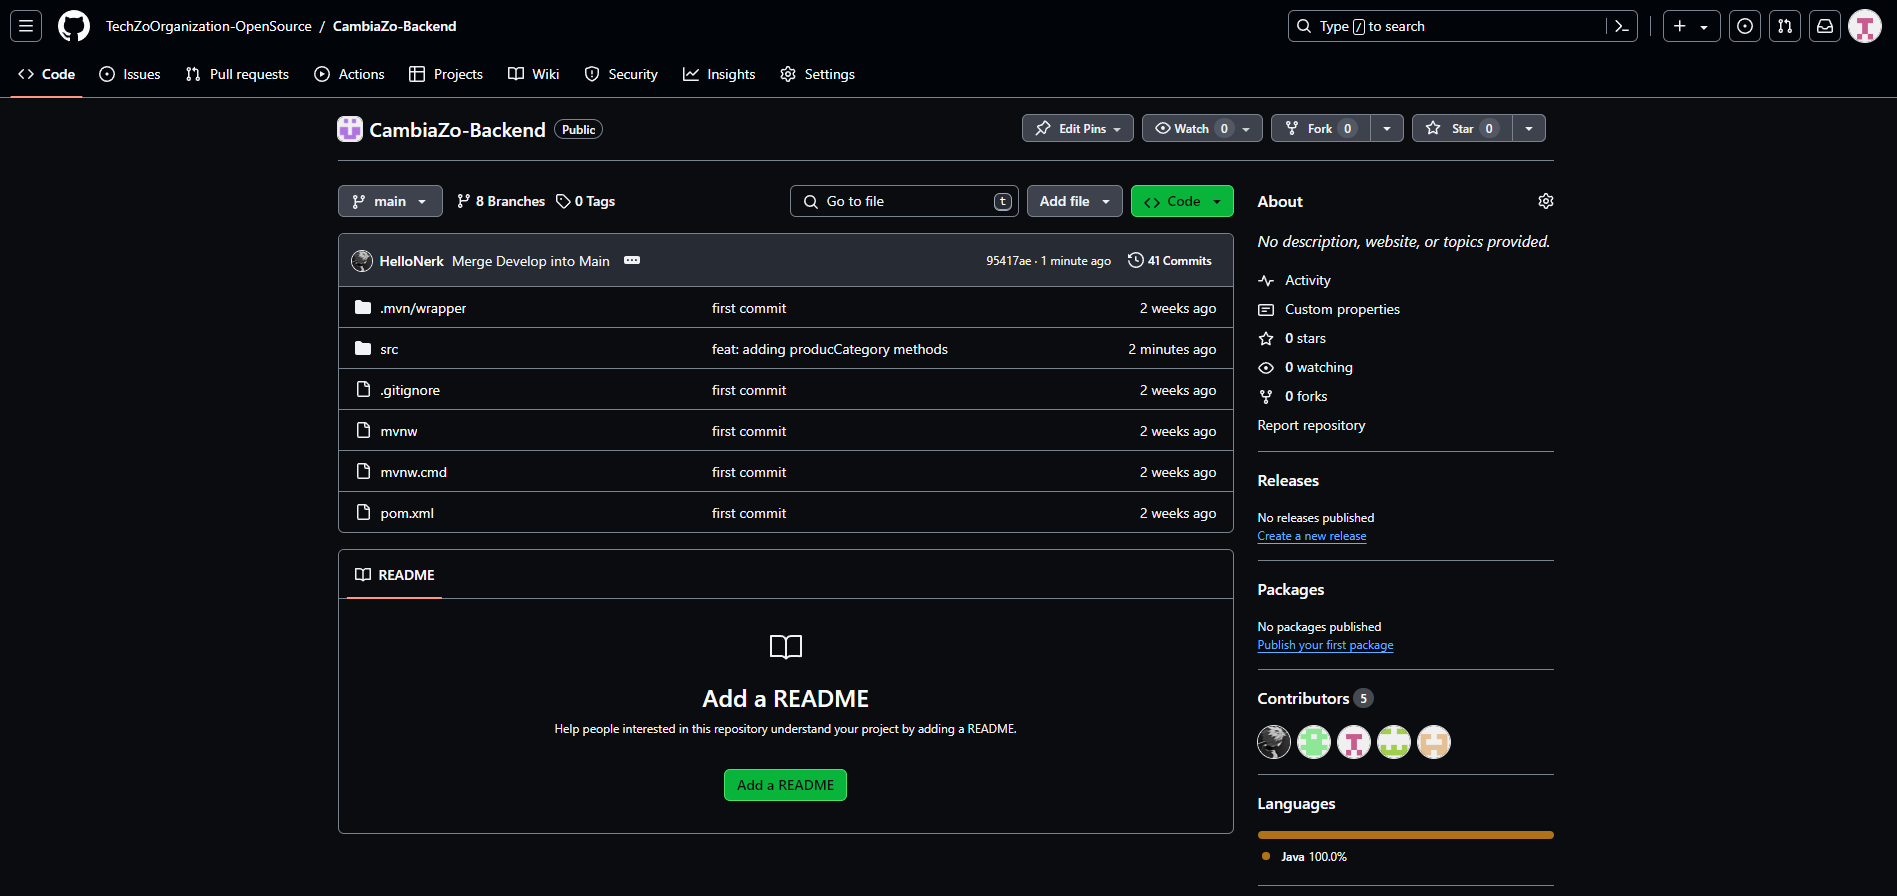 TechZoOrganization-OpenSource / CambiaZo-Backend
Type / to search
Code Issues Pull requests Actions Projects Wiki Security Insights Settings
CambiaZo-Backend Public
Edit Pins Watch 0 Fork 0 Star 0
main 8 Branches 0 Tags Go to file t Add file Code
HelloNerk Merge Develop into Main 95417ae · 1 minute ago 41 Commits
.mvn/wrapper first commit 2 weeks ago
src feat: adding producCategory methods 2 minutes ago
.gitignore first commit 2 weeks ago
mvnw first commit 2 weeks ago
mvnw.cmd first commit 2 weeks ago
pom.xml first commit 2 weeks ago
README
Add a README
Help people interested in this repository understand your project by adding a README.
Add a README
About
No description, website, or topics provided.
Activity
Custom properties
0 stars
0 watching
0 forks
Report repository
Releases
No releases published
Create a new release
Packages
No packages published
Publish your first package
Contributors 5
Languages
Java 100.0%